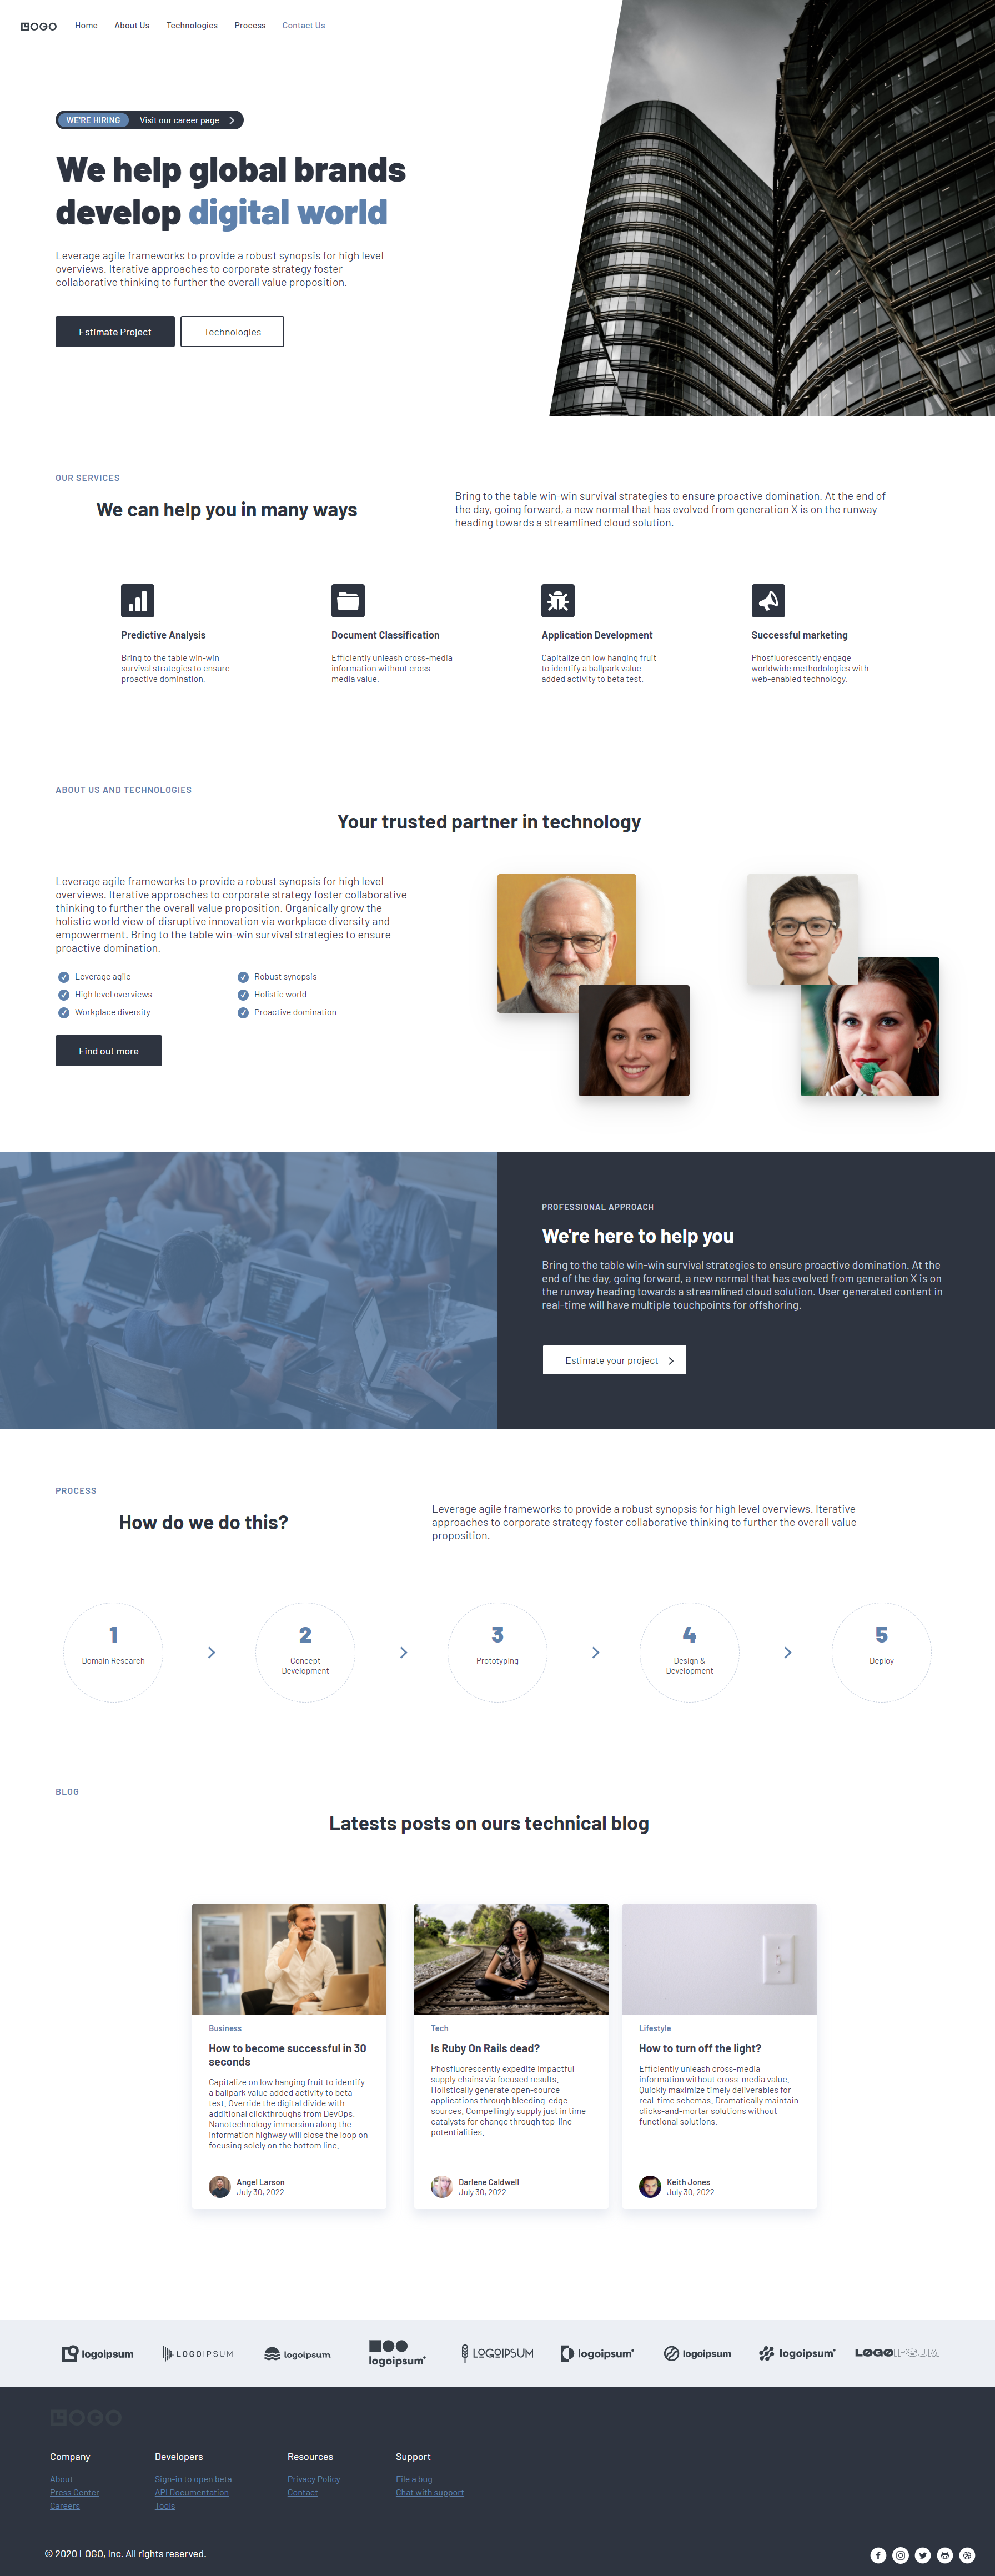 LOGO Home About Us Technologies Process Contact Us
WE'RE HIRING Visit our career page
We help global brands
develop digital world
Leverage agile frameworks to provide a robust synopsis for high level
overviews. Iterative approaches to corporate strategy foster
collaborative thinking to further the overall value proposition.
Estimate Project Technologies
OUR SERVICES
We can help you in many ways
Bring to the table win-win survival strategies to ensure proactive domination. At the end of
the day, going forward, a new normal that has evolved from generation X is on the runway
heading towards a streamlined cloud solution.
Predictive Analysis
Bring to the table win-win
survival strategies to ensure
proactive domination.
Document Classification
Efficiently unleash cross-media
information without cross-
media value.
Application Development
Capitalize on low hanging fruit
to identify a ballpark value
added activity to beta test.
Successful marketing
Phosfluorescently engage
worldwide methodologies with
web-enabled technology.
ABOUT US AND TECHNOLOGIES
Your trusted partner in technology
Leverage agile frameworks to provide a robust synopsis for high level
overviews. Iterative approaches to corporate strategy foster collaborative
thinking to further the overall value proposition. Organically grow the
holistic world view of disruptive innovation via workplace diversity and
empowerment. Bring to the table win-win survival strategies to ensure
proactive domination.
Leverage agile Robust synopsis
High level overviews Holistic world
Workplace diversity Proactive domination
Find out more
PROFESSIONAL APPROACH
We're here to help you
Bring to the table win-win survival strategies to ensure proactive domination. At the
end of the day, going forward, a new normal that has evolved from generation X is on
the runway heading towards a streamlined cloud solution. User generated content in
real-time will have multiple touchpoints for offshoring.
Estimate your project
PROCESS
How do we do this?
Leverage agile frameworks to provide a robust synopsis for high level overviews. Iterative
approaches to corporate strategy foster collaborative thinking to further the overall value
proposition.
1
Domain Research
2
Concept
Development
3
Prototyping
4
Design &
Development
5
Deploy
BLOG
Latests posts on ours technical blog
Business
How to become successful in 30
seconds
Capitalize on low hanging fruit to identify
a ballpark value added activity to beta
test. Override the digital divide with
additional clickthroughs from DevOps.
Nanotechnology immersion along the
information highway will close the loop on
focusing solely on the bottom line.
Angel Larson
July 30, 2022
Tech
Is Ruby On Rails dead?
Phosfluorescently expedite impactful
supply chains via focused results.
Holistically generate open-source
applications through bleeding-edge
sources. Compellingly supply just in time
catalysts for change through top-line
potentialities.
Darlene Caldwell
July 30, 2022
Lifestyle
How to turn off the light?
Efficiently unleash cross-media
information without cross-media value.
Quickly maximize timely deliverables for
real-time schemas. Dramatically maintain
clicks-and-mortar solutions without
functional solutions.
Keith Jones
July 30, 2022
logoipsum LOGOIPSUM logoipsum logoipsum LOGOIPSUM logoipsum logoipsum logoipsum LOGOIPSUM
LOGO
Company
About
Press Center
Careers
Developers
Sign-in to open beta
API Documentation
Tools
Resources
Privacy Policy
Contact
Support
File a bug
Chat with support
© 2020 LOGO, Inc. All rights reserved.